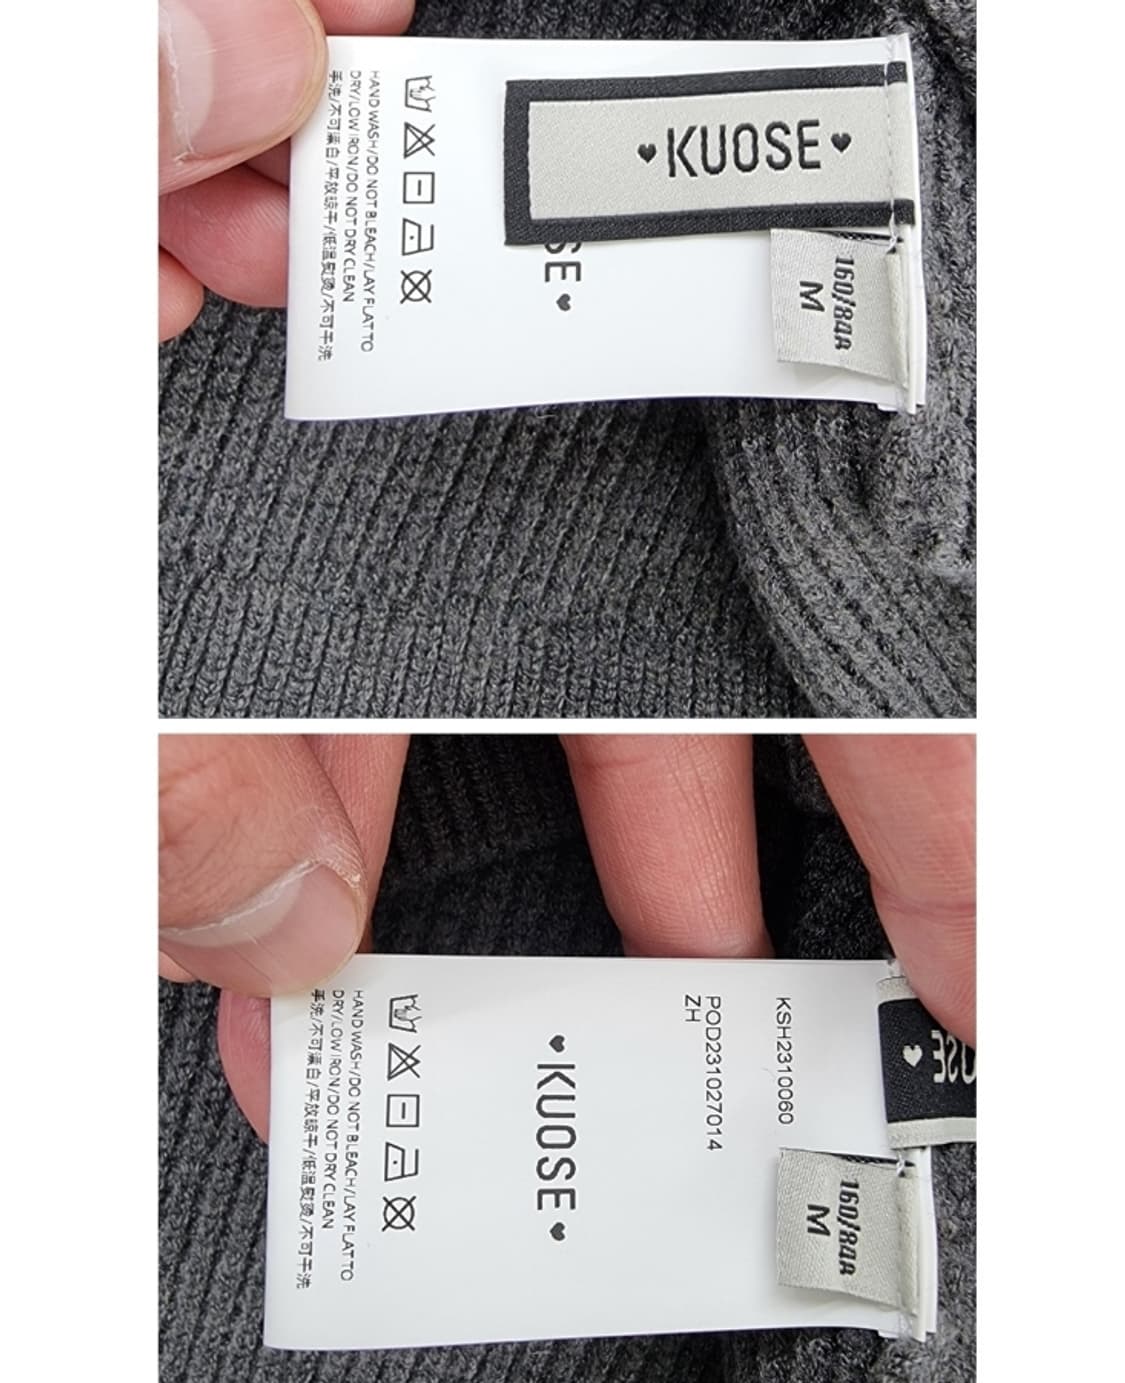 ♥KUOSE♥
160/84A
M
SE♥
HAND WASH/DO NOT BLEACH/LAY FLAT TO
DRY/LOW IRON/DO NOT DRY CLEAN
手洗/不可漂白/平放晾干/低温熨烫/不可干洗
KUOSE
♥
160/84A
M
KSH2310060
POD231027014
ZH
♥KUOSE♥
HAND WASH/DO NOT BLEACH/LAY FLAT TO
DRY/LOW IRON/DO NOT DRY CLEAN
手洗/不可漂白/平放晾干/低温熨烫/不可干洗